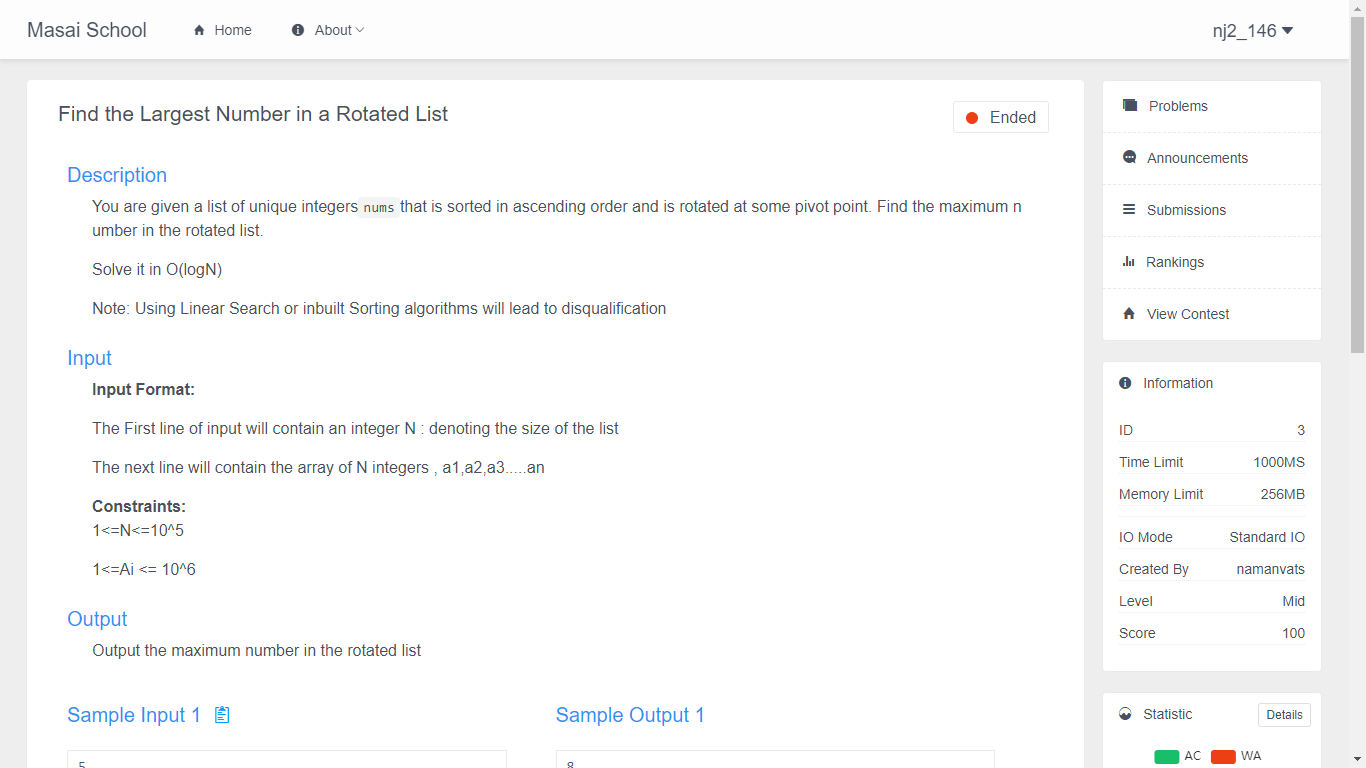 Masai School
Home
About
nj2_146
Find the Largest Number in a Rotated List
Ended
Description
You are given a list of unique integers nums that is sorted in ascending order and is rotated at some pivot point. Find the maximum n
umber in the rotated list.
Solve it in O(logN)
Note: Using Linear Search or inbuilt Sorting algorithms will lead to disqualification
Input
Input Format:
The First line of input will contain an integer N : denoting the size of the list
The next line will contain the array of N integers , a1,a2,a3.....an
Constraints:
1<=N<=10^5
1<=Ai <= 10^6
Output
Output the maximum number in the rotated list
Sample Input 1
Sample Output 1
5
8
Problems
Announcements
Submissions
Rankings
View Contest
Information
ID 3
Time Limit 1000MS
Memory Limit 256MB
IO Mode Standard IO
Created By namanvats
Level Mid
Score 100
Statistic
Details
AC WA